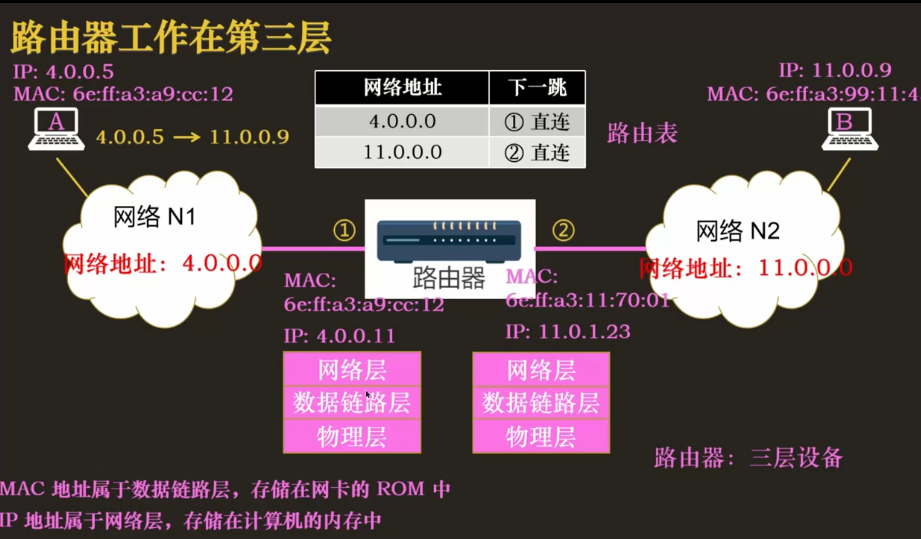 路由器工作在第三层
IP: 4.0.0.5
MAC: 6e:ff:a3:a9:cc:12
A
4.0.0.5 → 11.0.0.9
网络地址 下一跳
4.0.0.0 ① 直连
11.0.0.0 ② 直连
路由表
IP: 11.0.0.9
MAC: 6e:ff:a3:99:11:4
B
网络 N1
网络地址：4.0.0.0
①
路由器
②
网络 N2
网络地址：11.0.0.0
MAC:
6e:ff:a3:a9:cc:12
IP: 4.0.0.11
MAC:
6e:ff:a3:11:70:01
IP: 11.0.1.23
网络层
数据链路层
物理层
网络层
数据链路层
物理层
路由器：三层设备
MAC 地址属于数据链路层，存储在网卡的 ROM 中
IP 地址属于网络层，存储在计算机的内存中